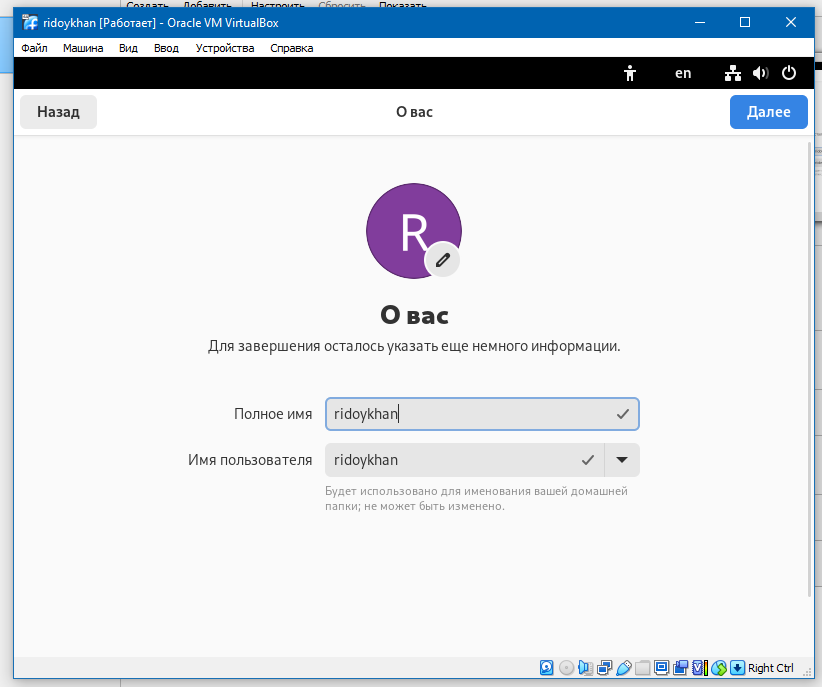 Создать Добавить Настроить Сбросить Показать
ridoykhan [Работает] - Oracle VM VirtualBox
Файл Машина Вид Ввод Устройства Справка
en
Назад О вас Далее
R
О вас
Для завершения осталось указать еще немного информации.
Полное имя ridoykhan
Имя пользователя ridoykhan
Будет использовано для именования вашей домашней
папки; не может быть изменено.
Right Ctrl